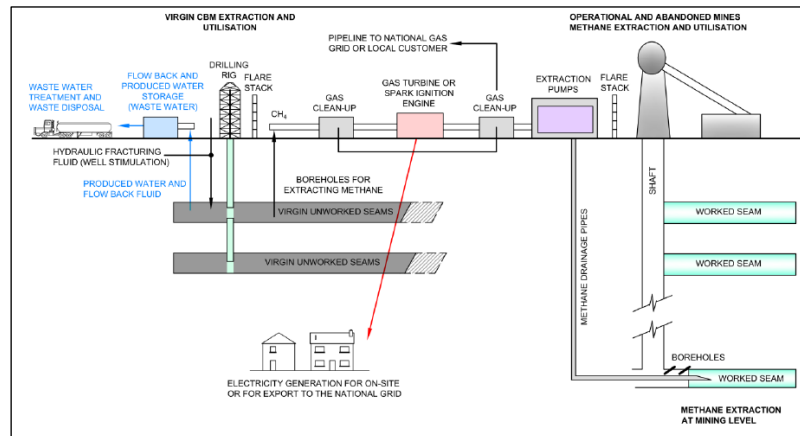 VIRGIN CBM EXTRACTION AND
UTILISATION
OPERATIONAL AND ABANDONED MINES
METHANE EXTRACTION AND UTILISATION
PIPELINE TO NATIONAL GAS
GRID OR LOCAL CUSTOMER
WASTE WATER
TREATMENT AND
WASTE DISPOSAL
FLOW BACK AND
PRODUCED WATER
STORAGE
(WASTE WATER)
DRILLING
RIG
FLARE
STACK
CH4
GAS
CLEAN-UP
GAS TURBINE OR
SPARK IGNITION
ENGINE
GAS
CLEAN-UP
EXTRACTION
PUMPS
FLARE
STACK
HYDRAULIC FRACTURING
FLUID (WELL STIMULATION)
PRODUCED WATER AND
FLOW BACK FLUID
BOREHOLES FOR
EXTRACTING METHANE
VIRGIN UNWORKED SEAMS
VIRGIN UNWORKED SEAMS
METHANE DRAINAGE PIPES
SHAFT
WORKED SEAM
WORKED SEAM
BOREHOLES
WORKED SEAM
ELECTRICITY GENERATION FOR ON-SITE
OR FOR EXPORT TO THE NATIONAL GRID
METHANE EXTRACTION
AT MINING LEVEL